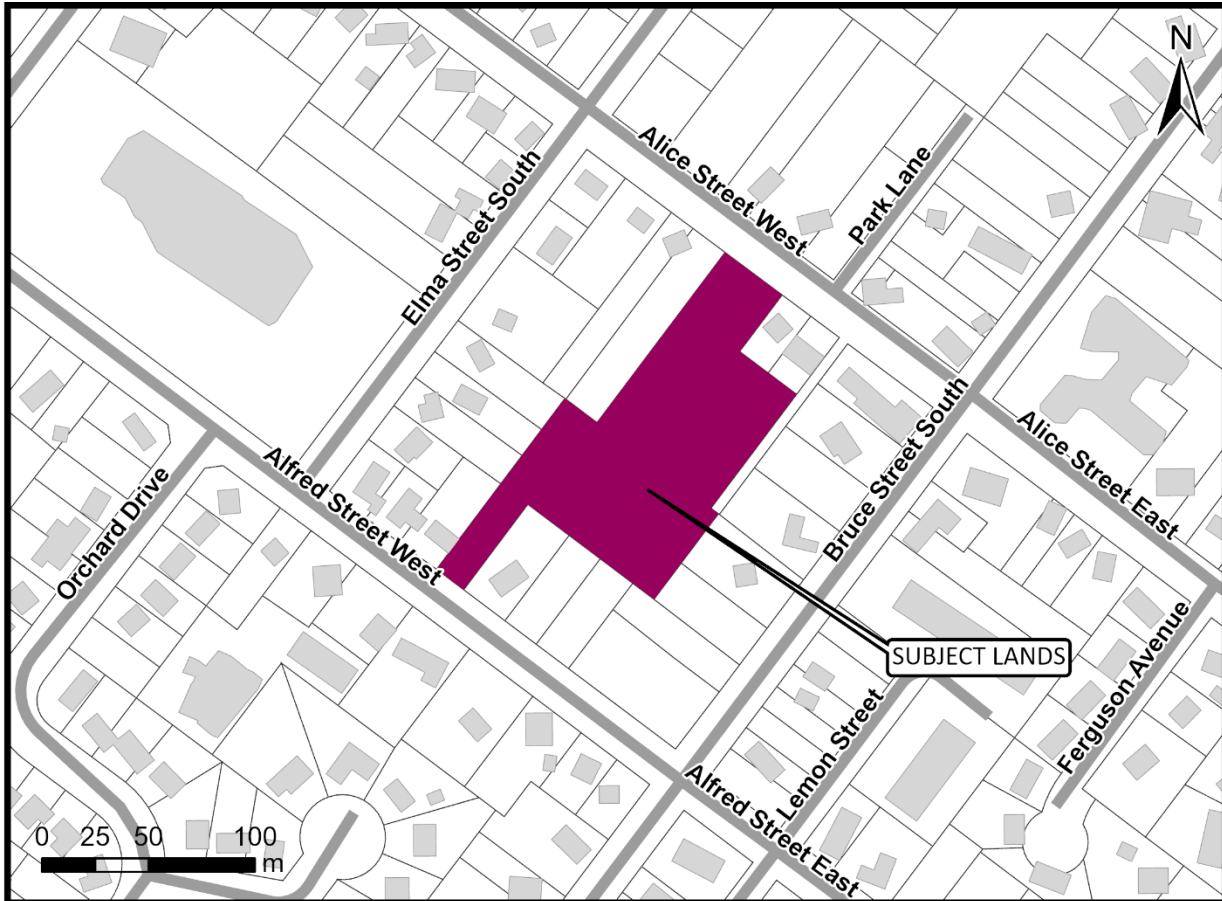 N
Alice Street West
Park Lane
Elma Street South
Bruce Street South
Alice Street East
Alfred Street West
Orchard Drive
SUBJECT LANDS
Ferguson Avenue
Lemon Street
Alfred Street East
0 25 50 100
m